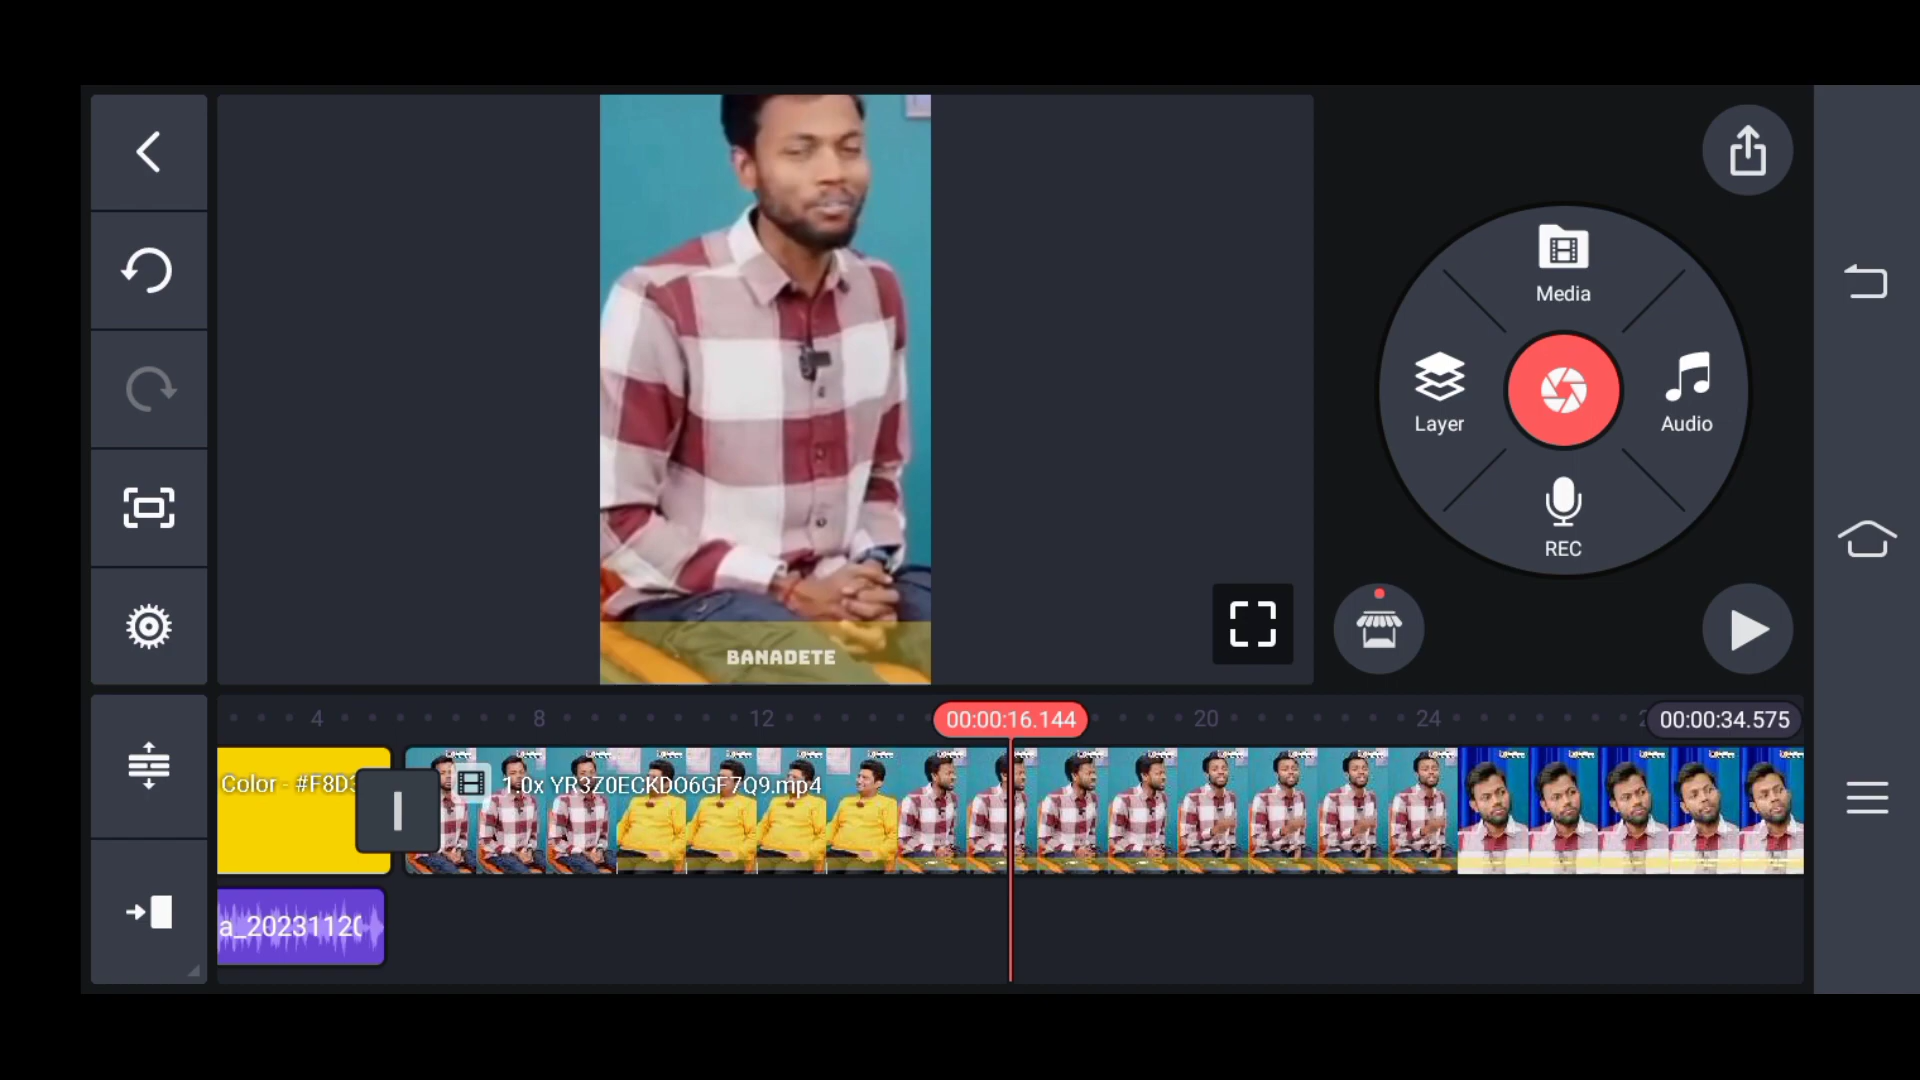 Media
Layer
Audio
REC
BANADETE
4
8
12
00:00:16.144
20
24
00:00:34.575
Color - #F8D3
1.0x YR3Z0ECKDO6GF7Q9.mp4
a_2023112